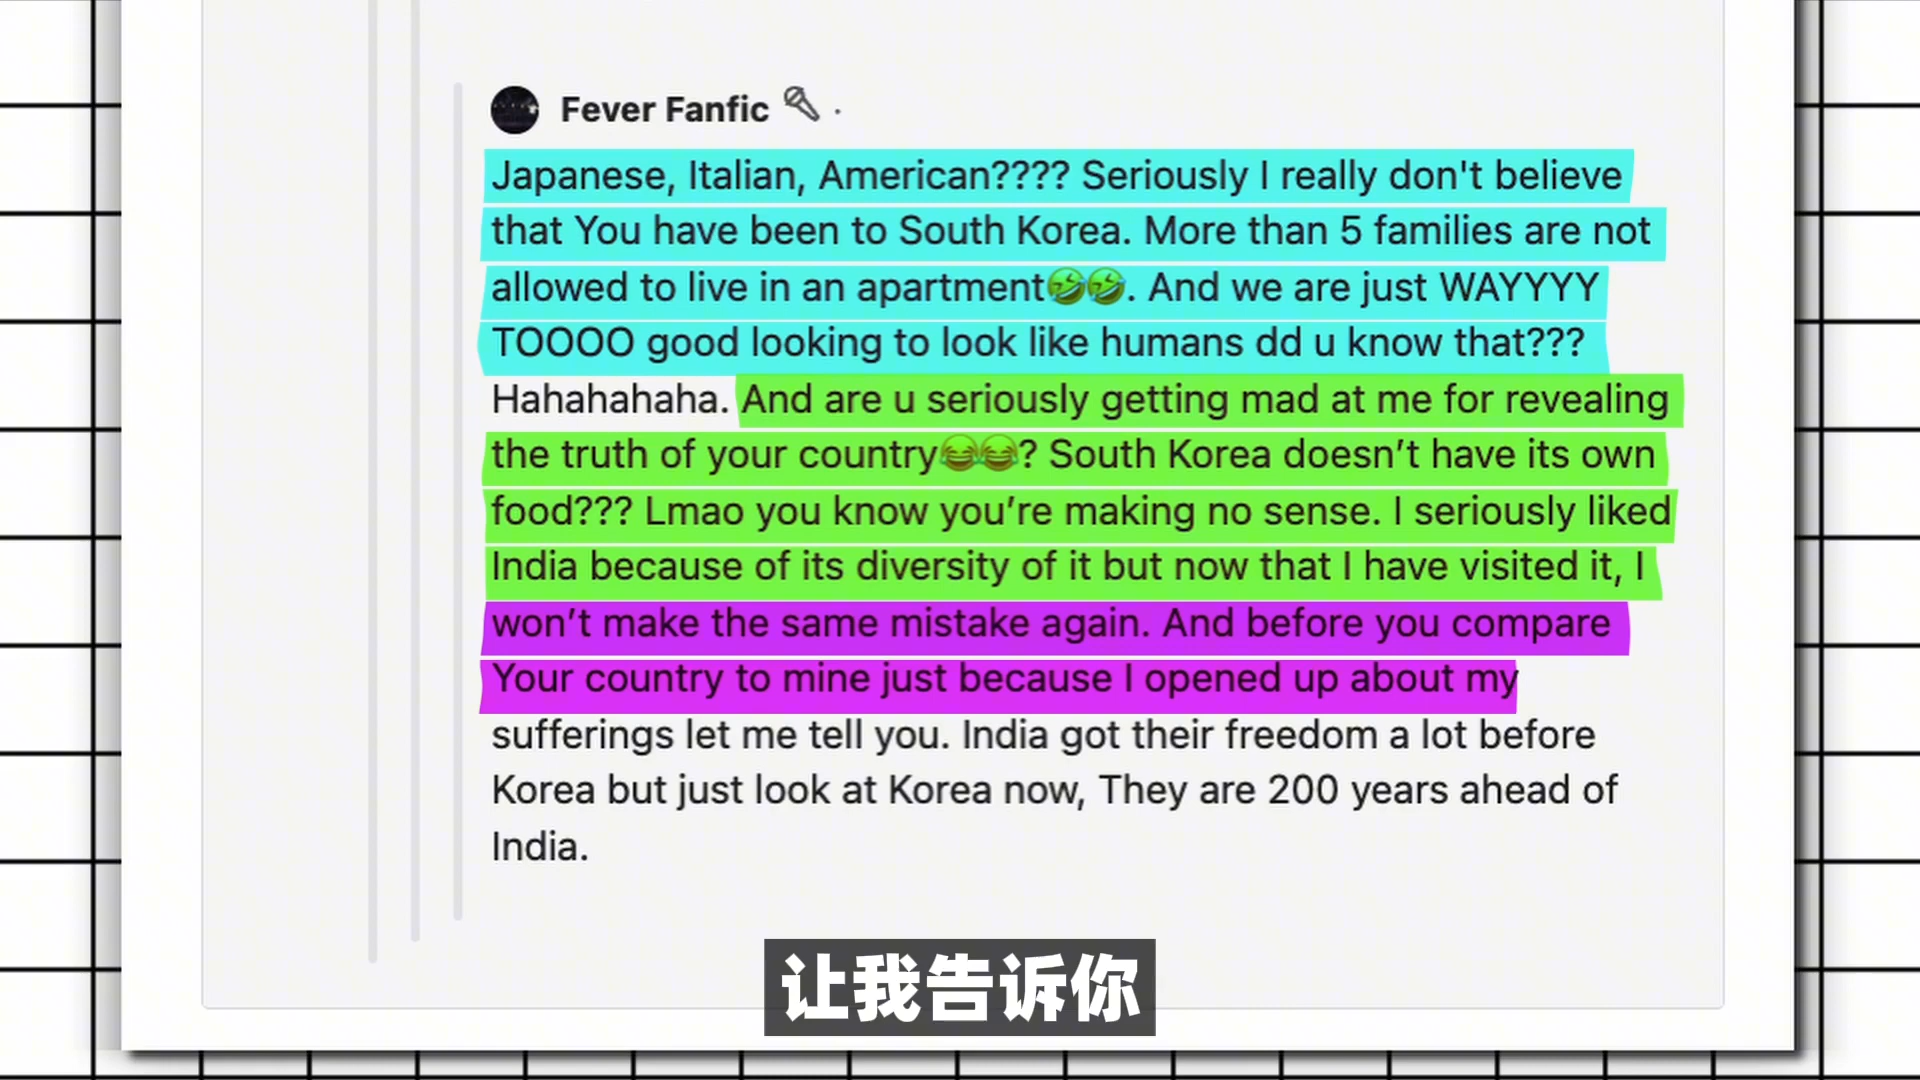 Fever Fanfic 🎤 ·
Japanese, Italian, American???? Seriously I really don't believe
that You have been to South Korea. More than 5 families are not
allowed to live in an apartment🤣🤣. And we are just WAYYYY
TOOOO good looking to look like humans dd u know that???
Hahahahaha. And are u seriously getting mad at me for revealing
the truth of your country😂😂? South Korea doesn’t have its own
food??? Lmao you know you’re making no sense. I seriously liked
India because of its diversity of it but now that I have visited it, I
won’t make the same mistake again. And before you compare
Your country to mine just because I opened up about my
sufferings let me tell you. India got their freedom a lot before
Korea but just look at Korea now, They are 200 years ahead of
India.
让我告诉你